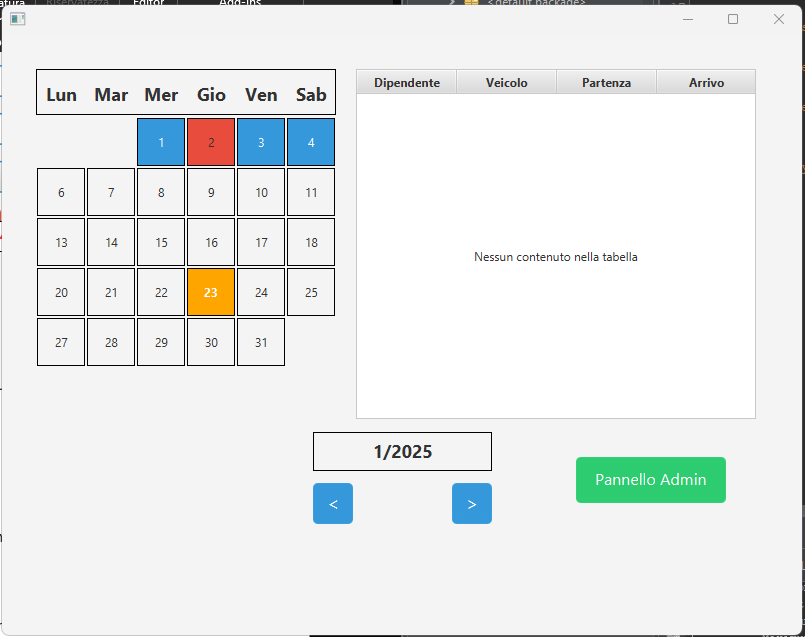 Riservatezza
Editor
Add-ins
<default package>
Lun Mar Mer Gio Ven Sab
1 2 3 4
6 7 8 9 10 11
13 14 15 16 17 18
20 21 22 23 24 25
27 28 29 30 31
Dipendente Veicolo Partenza Arrivo
Nessun contenuto nella tabella
1/2025
< >
Pannello Admin